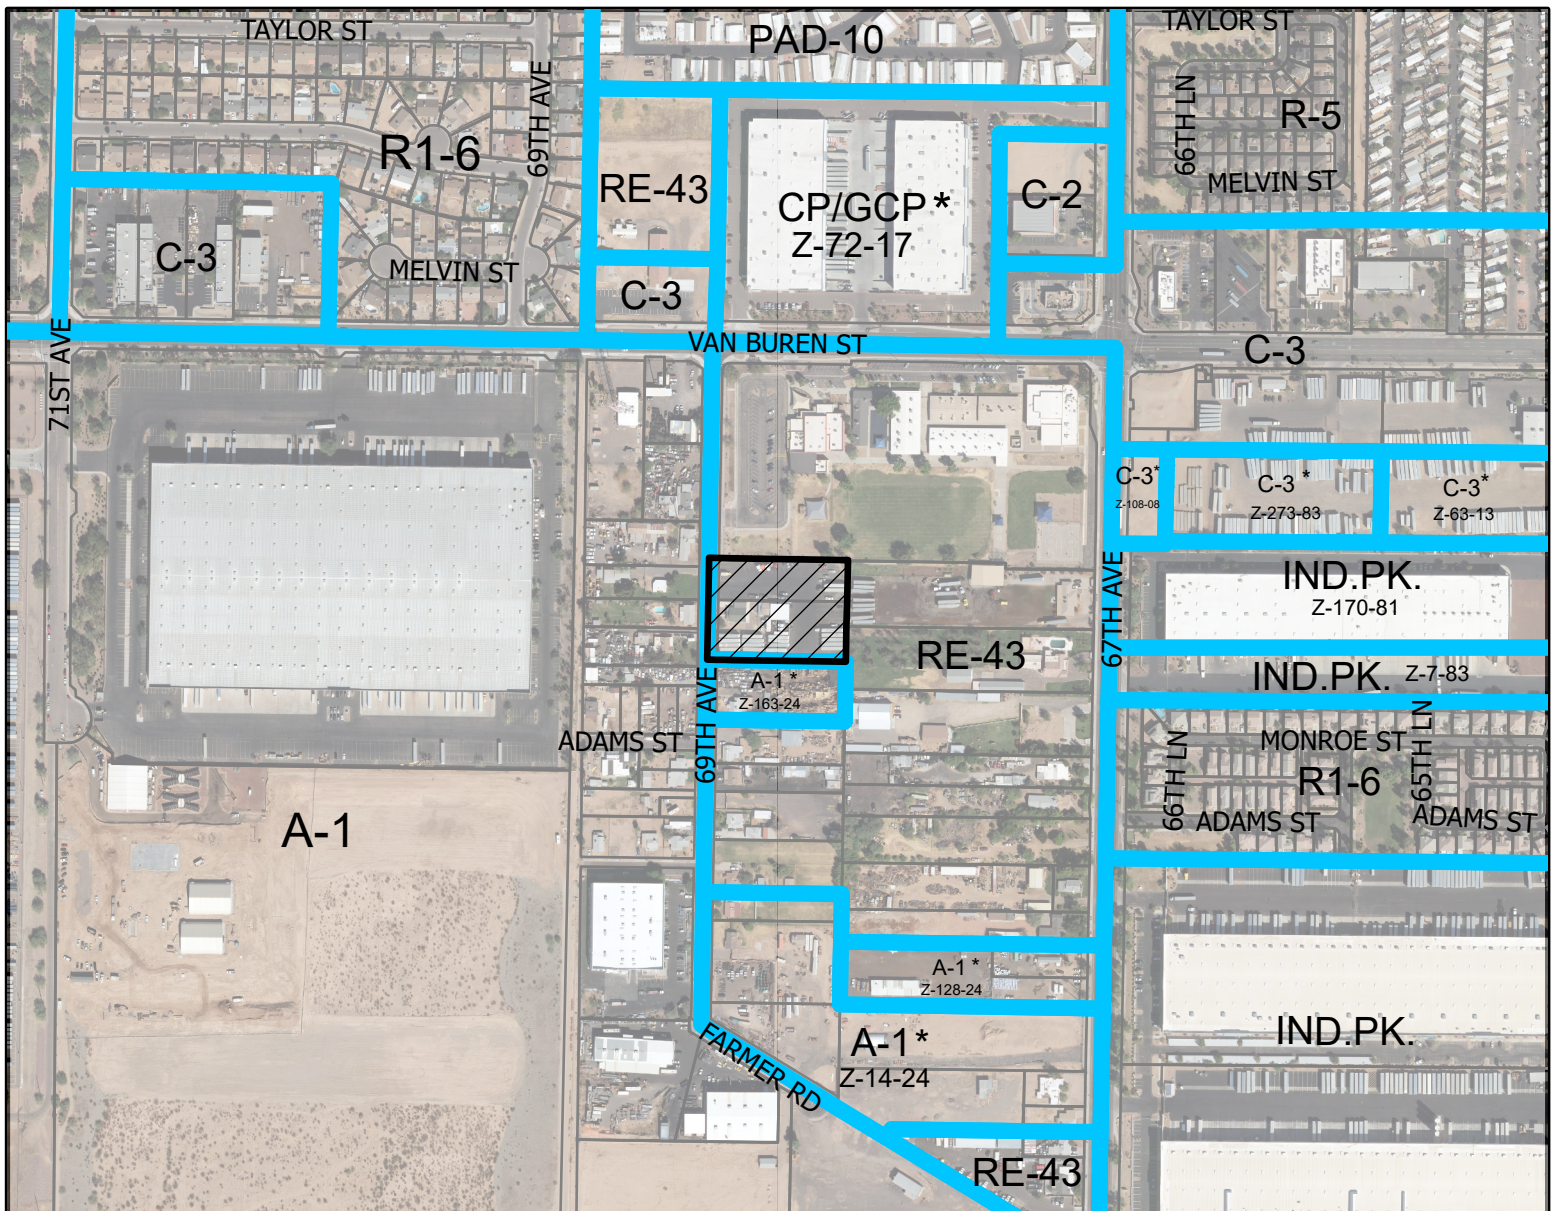 TAYLOR ST
PAD-10
TAYLOR ST
69TH AVE
66TH LN
R-5
R1-6
RE-43
CP/GCP *
Z-72-17
C-2
MELVIN ST
C-3
MELVIN ST
C-3
71ST AVE
VAN BUREN ST
C-3
C-3*
Z-108-08
C-3 *
Z-273-83
C-3*
Z-63-13
67TH AVE
IND.PK.
Z-170-81
RE-43
IND.PK.
Z-7-83
A-1 *
Z-163-24
69TH AVE
ADAMS ST
66TH LN
MONROE ST
65TH LN
R1-6
ADAMS ST
ADAMS ST
A-1
A-1 *
Z-128-24
A-1*
Z-14-24
IND.PK.
FARMER RD
RE-43